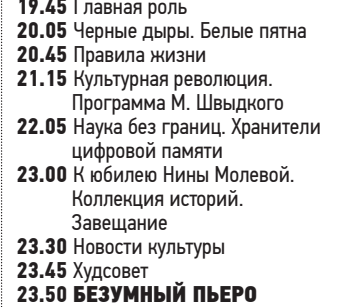 19.45 Главная роль
20.05 Черные дыры. Белые пятна
20.45 Правила жизни
21.15 Культурная революция.
Программа М. Швыдкого
22.05 Наука без границ. Хранители
цифровой памяти
23.00 К юбилею Нины Молевой.
Коллекция историй.
Завещание
23.30 Новости культуры
23.45 Худсовет
23.50 БЕЗУМНЫЙ ПЬЕРО